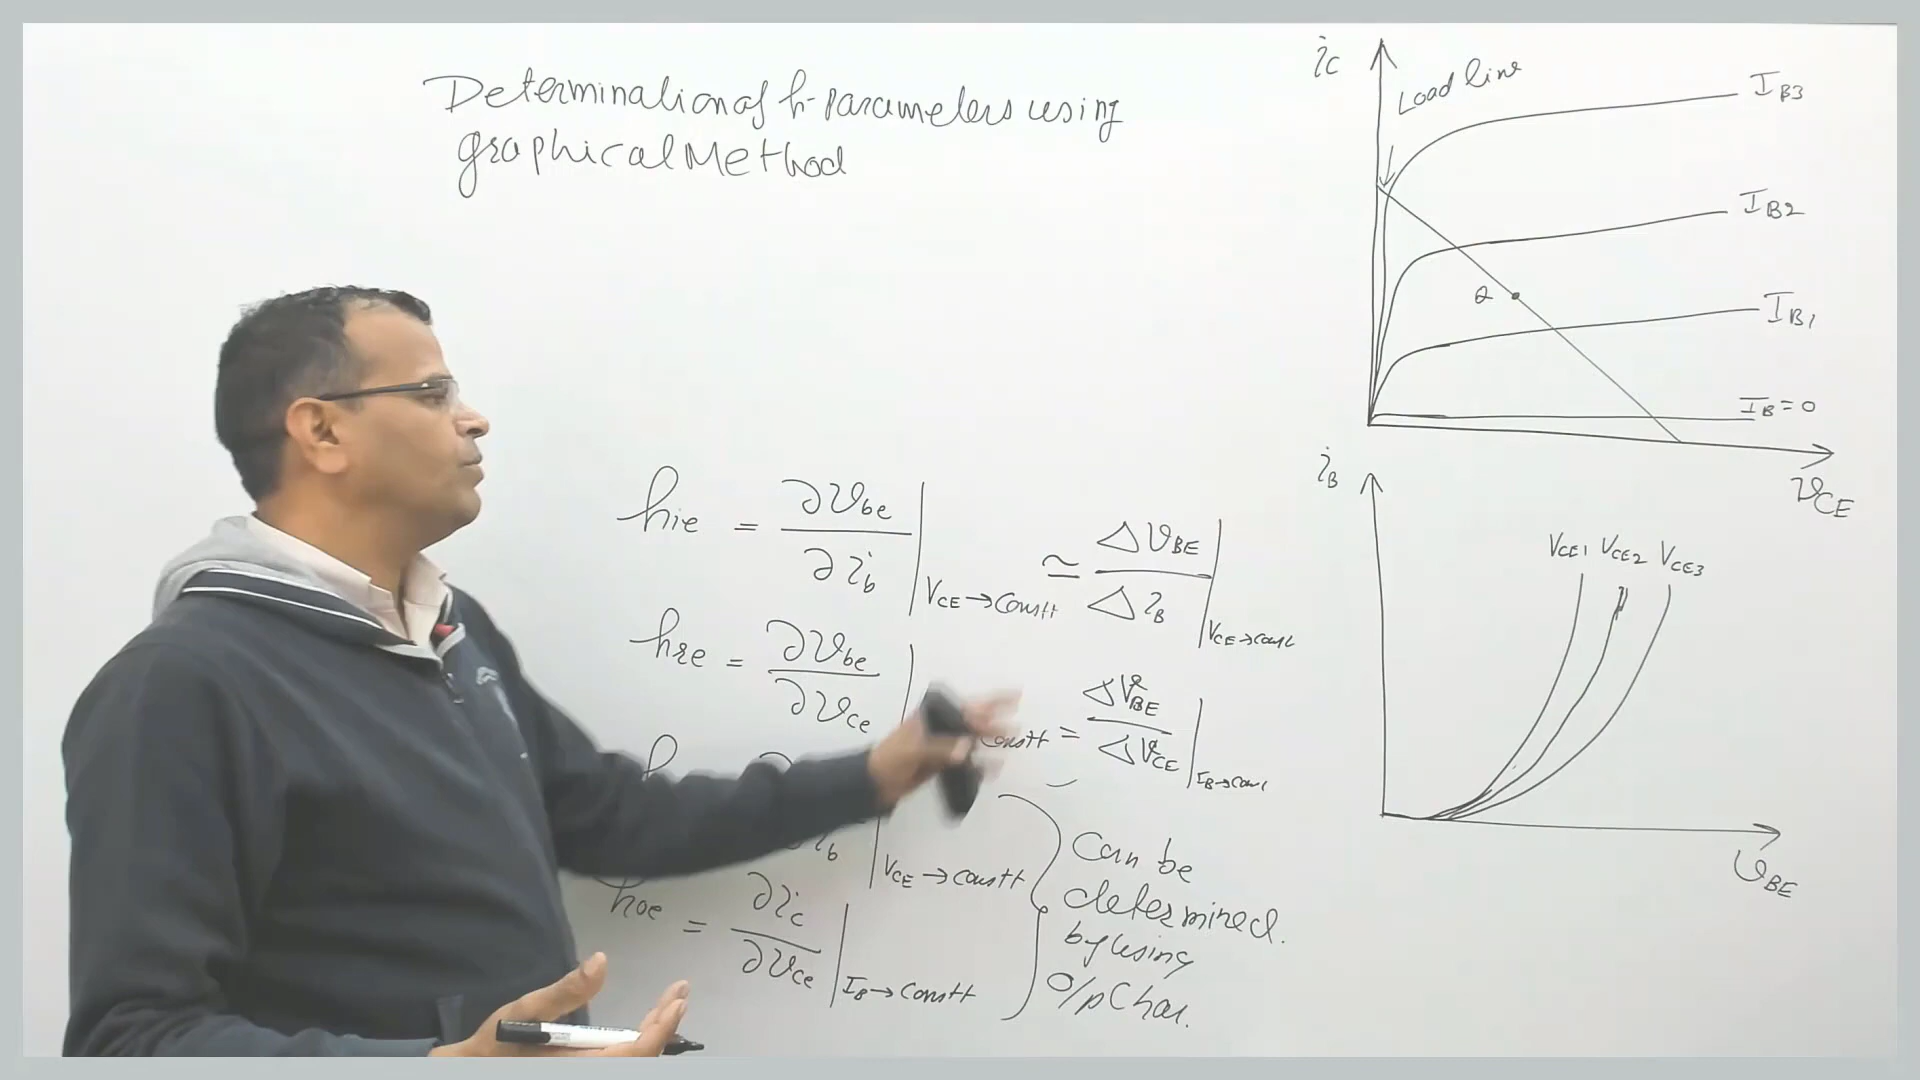 Determination of h-parameters using
graphical Method
hie = ∂vbe / ∂ib | VCE → Constt ≃ ΔvBE / ΔiB | VCE → Const
hre = ∂vbe / ∂vce | Constt = ΔvBE / ΔvCE | IB → Const
ib | VCE → Constt
hoe = ∂ic / ∂vce | IB → Constt
Can be
determined.
by using
o/p Char.
iC
Load line
IB3
IB2
Q
IB1
IB = 0
vCE
iB
VCE1 VCE2 VCE3
vBE